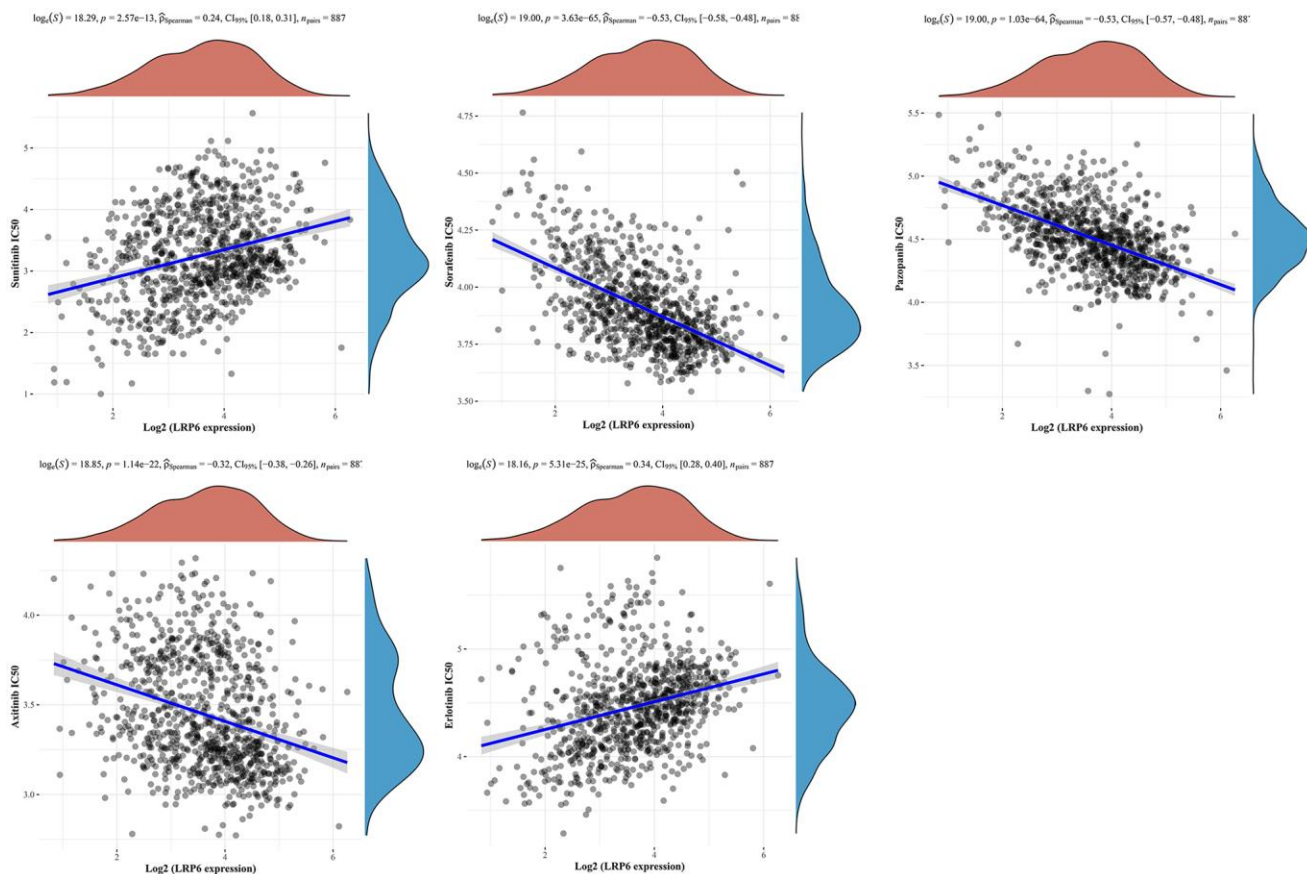 logₑ(S) = 18.29, p = 2.57e−13, ρ̂Spearman = 0.24, CI95% [0.18, 0.31], npairs = 887
Sunitinib IC50
5
4
3
2
1
2
4
6
Log2 (LRP6 expression)
logₑ(S) = 19.00, p = 3.63e−65, ρ̂Spearman = −0.53, CI95% [−0.58, −0.48], npairs = 88
Sorafenib IC50
4.75
4.50
4.25
4.00
3.75
3.50
2
4
6
Log2 (LRP6 expression)
logₑ(S) = 19.00, p = 1.03e−64, ρ̂Spearman = −0.53, CI95% [−0.57, −0.48], npairs = 88
Pazopanib IC50
5.5
5.0
4.5
4.0
3.5
2
4
6
Log2 (LRP6 expression)
logₑ(S) = 18.85, p = 1.14e−22, ρ̂Spearman = −0.32, CI95% [−0.38, −0.26], npairs = 88
Axitinib IC50
4.0
3.5
3.0
2
4
6
Log2 (LRP6 expression)
logₑ(S) = 18.16, p = 5.31e−25, ρ̂Spearman = 0.34, CI95% [0.28, 0.40], npairs = 887
Erlotinib IC50
5
4
2
4
6
Log2 (LRP6 expression)